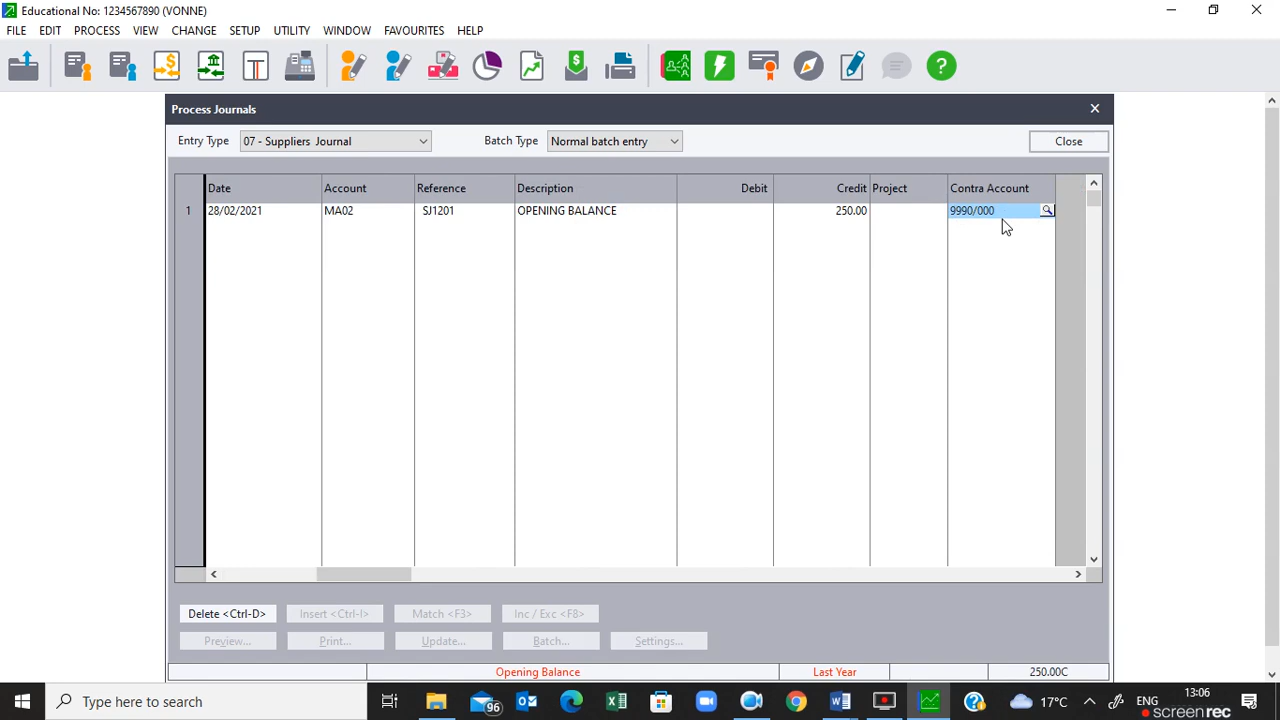 Educational No: 1234567890 (VONNE)
FILE EDIT PROCESS VIEW CHANGE SETUP UTILITY WINDOW FAVOURITES HELP
Process Journals
Entry Type 07 - Suppliers Journal Batch Type Normal batch entry Close
Date Account Reference Description Debit Credit Project Contra Account
1 28/02/2021 MA02 SJ1201 OPENING BALANCE 250.00 9990/000
Delete <Ctrl-D> Insert <Ctrl-I> Match <F3> Inc / Exc <F8>
Preview... Print... Update... Batch... Settings...
Opening Balance Last Year 250.00C
Type here to search 96 17°C ENG 13:06
screenrec